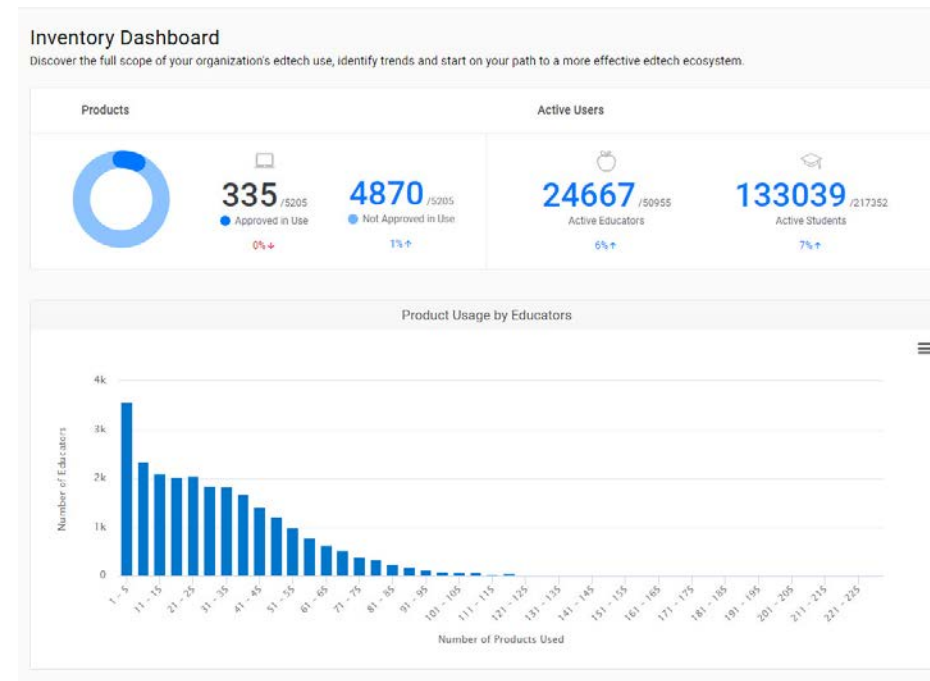 Inventory Dashboard
Discover the full scope of your organization's edtech use, identify trends and start on your path to a more effective edtech ecosystem.
Products
Active Users
335 /5205
Approved in Use
0% ↓
4870 /5205
Not Approved in Use
1% ↑
24667 /50955
Active Educators
6% ↑
133039 /217352
Active Students
7% ↑
Product Usage by Educators
Number of Educators
4k
3k
2k
1k
0
1 - 5
11 - 15
21 - 25
31 - 35
41 - 45
51 - 55
61 - 65
71 - 75
81 - 85
91 - 95
101 - 105
111 - 115
121 - 125
131 - 135
141 - 145
151 - 155
161 - 165
171 - 175
181 - 185
191 - 195
201 - 205
211 - 215
221 - 225
Number of Products Used